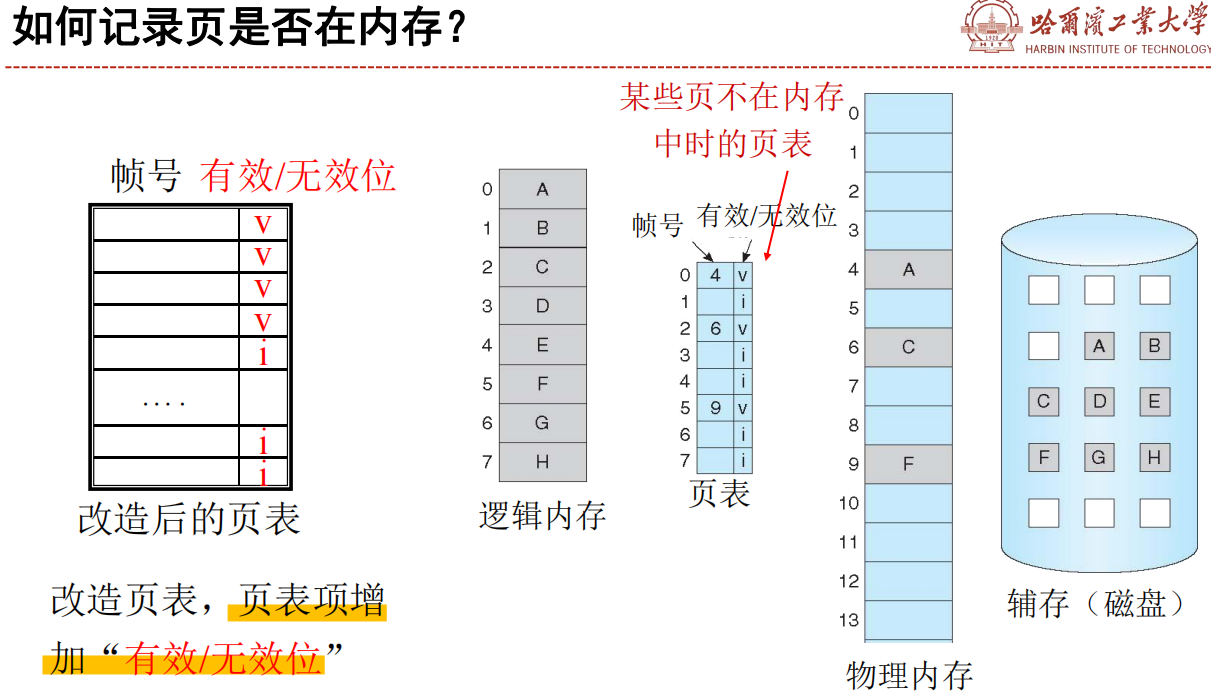 如何记录页是否在内存？
哈尔滨工业大学
HARBIN INSTITUTE OF TECHNOLOGY
1920
HIT
帧号 有效/无效位
v
v
v
v
i
....
i
i
改造后的页表
改造页表，页表项增
加“有效/无效位”
0 A
1 B
2 C
3 D
4 E
5 F
6 G
7 H
逻辑内存
某些页不在内存
中时的页表
帧号 有效/无效位
0 4 v
1 i
2 6 v
3 i
4 i
5 9 v
6 i
7 i
页表
0
1
2
3
4 A
5
6 C
7
8
9 F
10
11
12
13
物理内存
A B
C D E
F G H
辅存（磁盘）